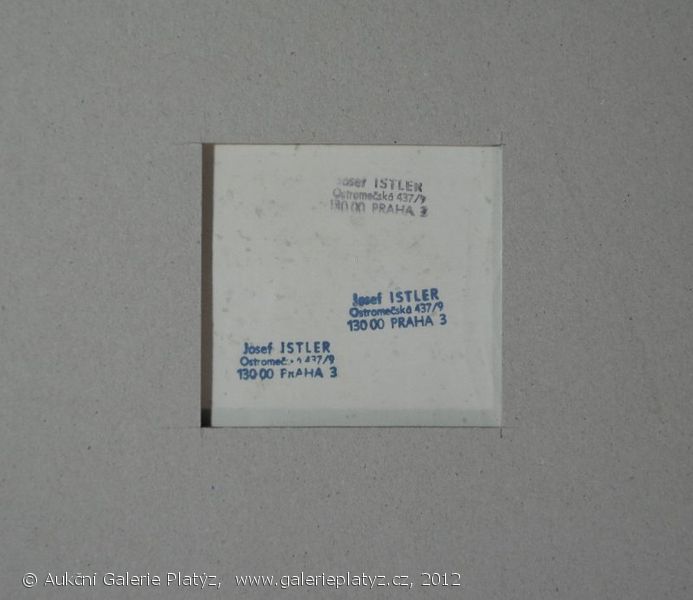 Josef ISTLER
Ostromečská 437/9
130 00 PRAHA 3
Josef ISTLER
Ostromečská 437/9
130 00 PRAHA 3
Josef ISTLER
Ostromečská 437/9
130 00 PRAHA 3
© Aukční Galerie Platýz, www.galerieplatyz.cz, 2012